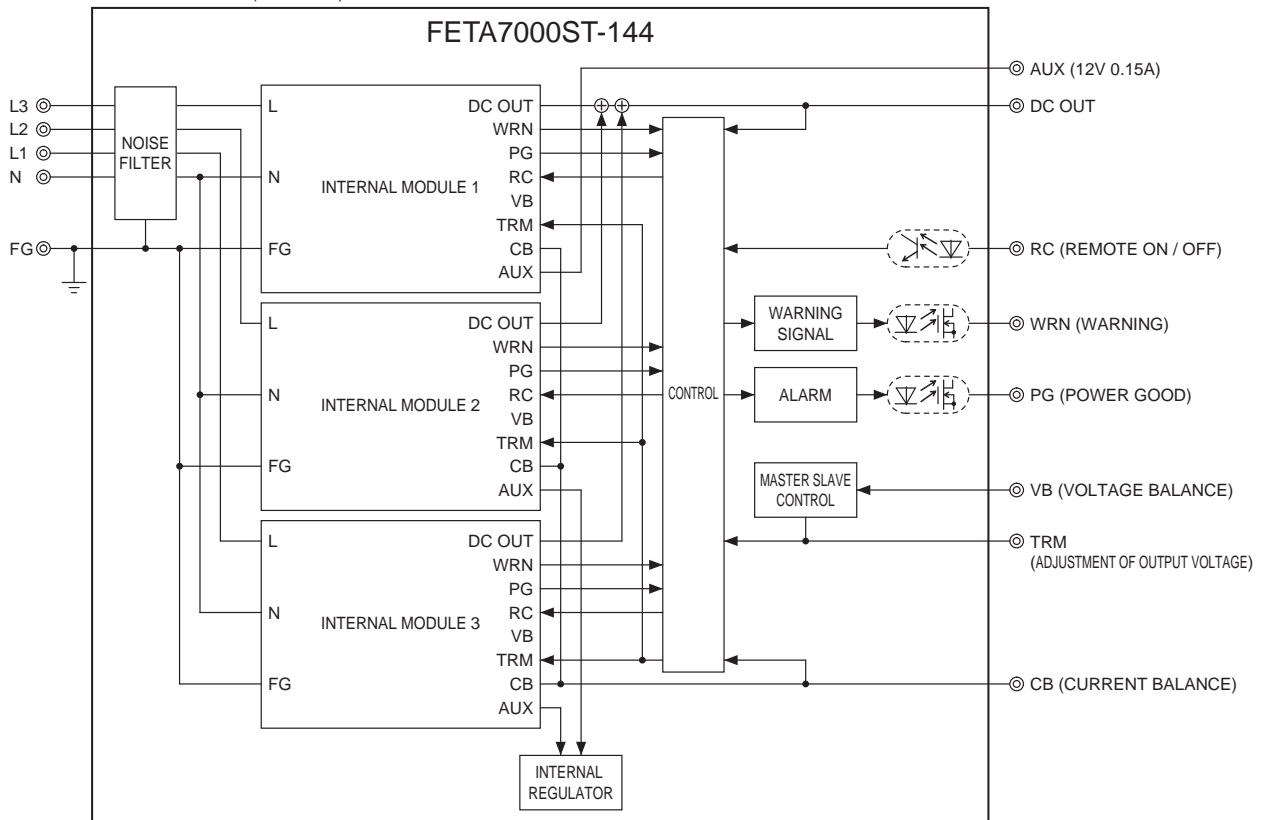 FETA7000ST-144
AUX (12V 0.15A)
L3
L2
L1
N
FG
NOISE
FILTER
L
N
FG
INTERNAL MODULE 1
DC OUT
WRN
PG
RC
VB
TRM
CB
AUX
DC OUT
RC (REMOTE ON / OFF)
L
N
FG
INTERNAL MODULE 2
DC OUT
WRN
PG
RC
VB
TRM
CB
AUX
CONTROL
WARNING
SIGNAL
WRN (WARNING)
ALARM
PG (POWER GOOD)
MASTER SLAVE
CONTROL
VB (VOLTAGE BALANCE)
TRM
(ADJUSTMENT OF OUTPUT VOLTAGE)
L
N
FG
INTERNAL MODULE 3
DC OUT
WRN
PG
RC
VB
TRM
CB
AUX
CB (CURRENT BALANCE)
INTERNAL
REGULATOR